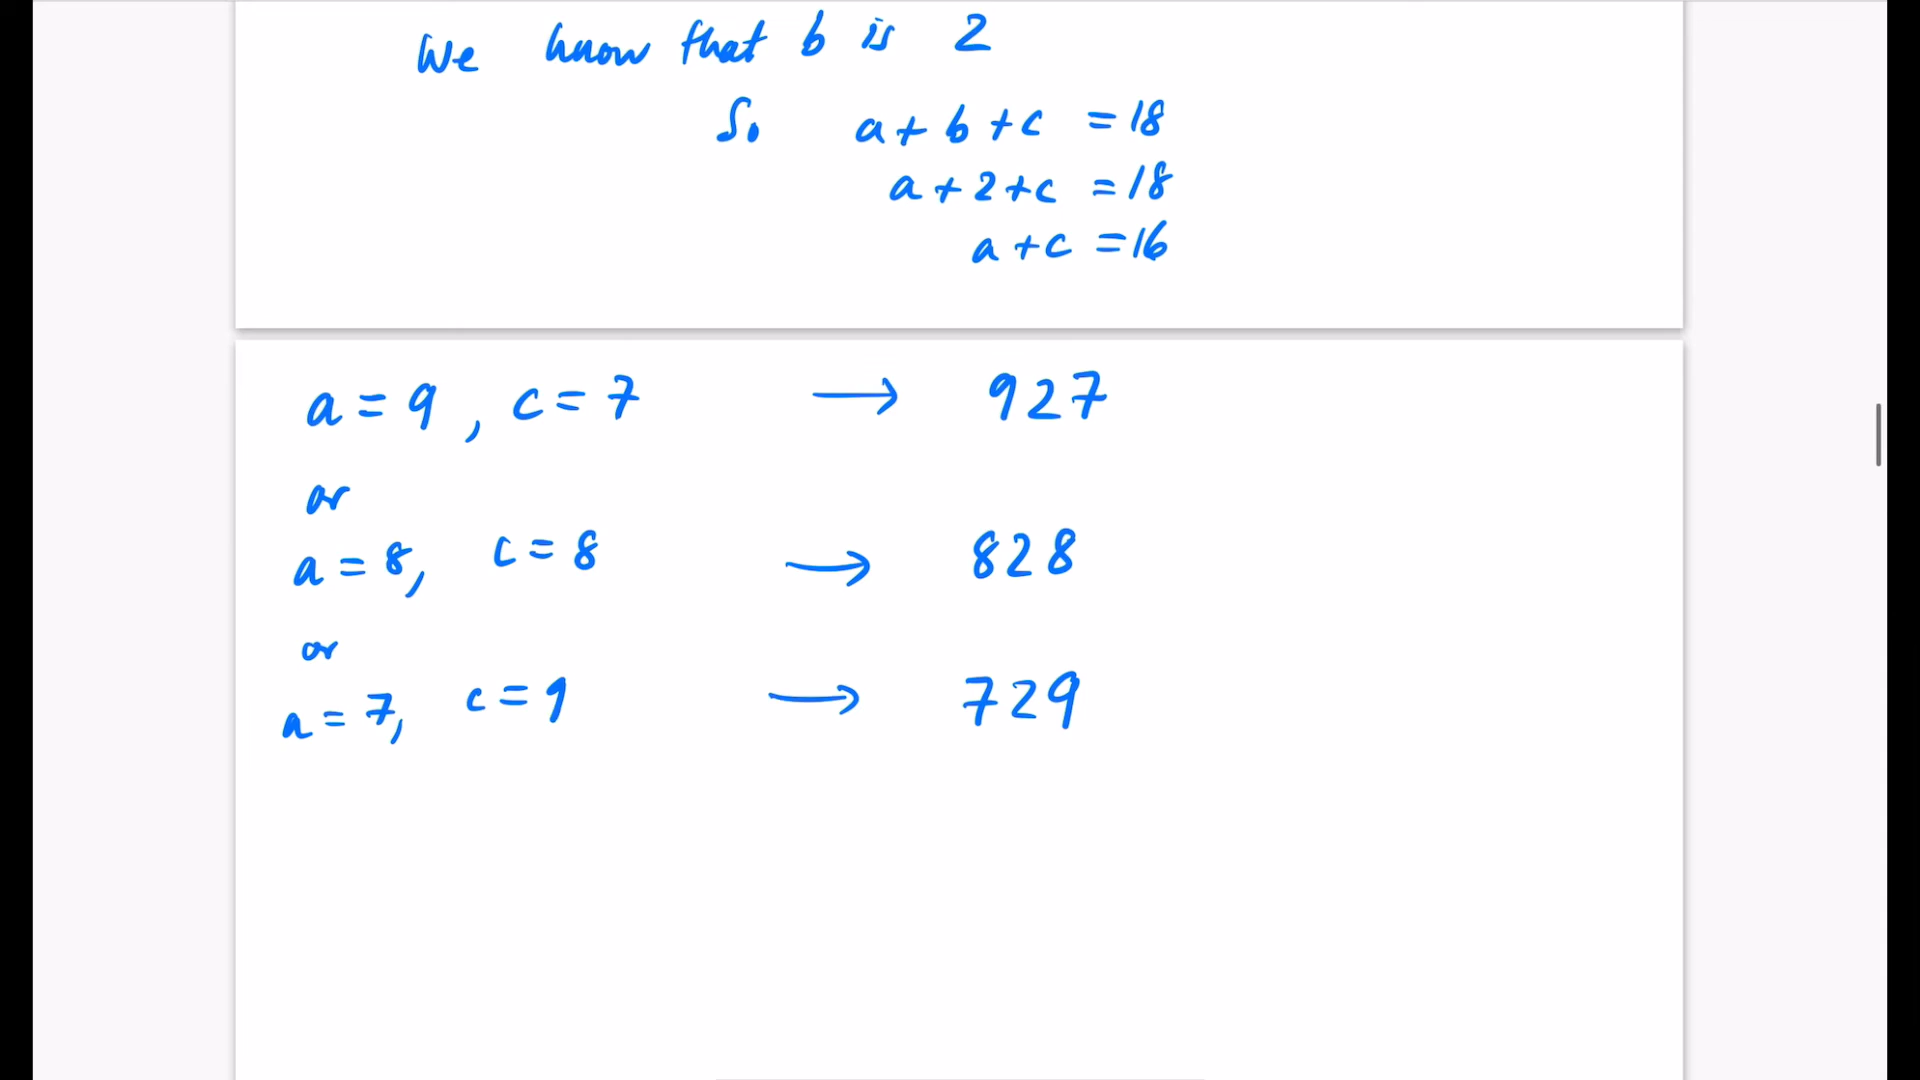 We know that b is 2
So a + b + c = 18
a + 2 + c = 18
a + c = 16
a = 9 , c = 7 → 927
or
a = 8, c = 8 → 828
or
a = 7, c = 9 → 729